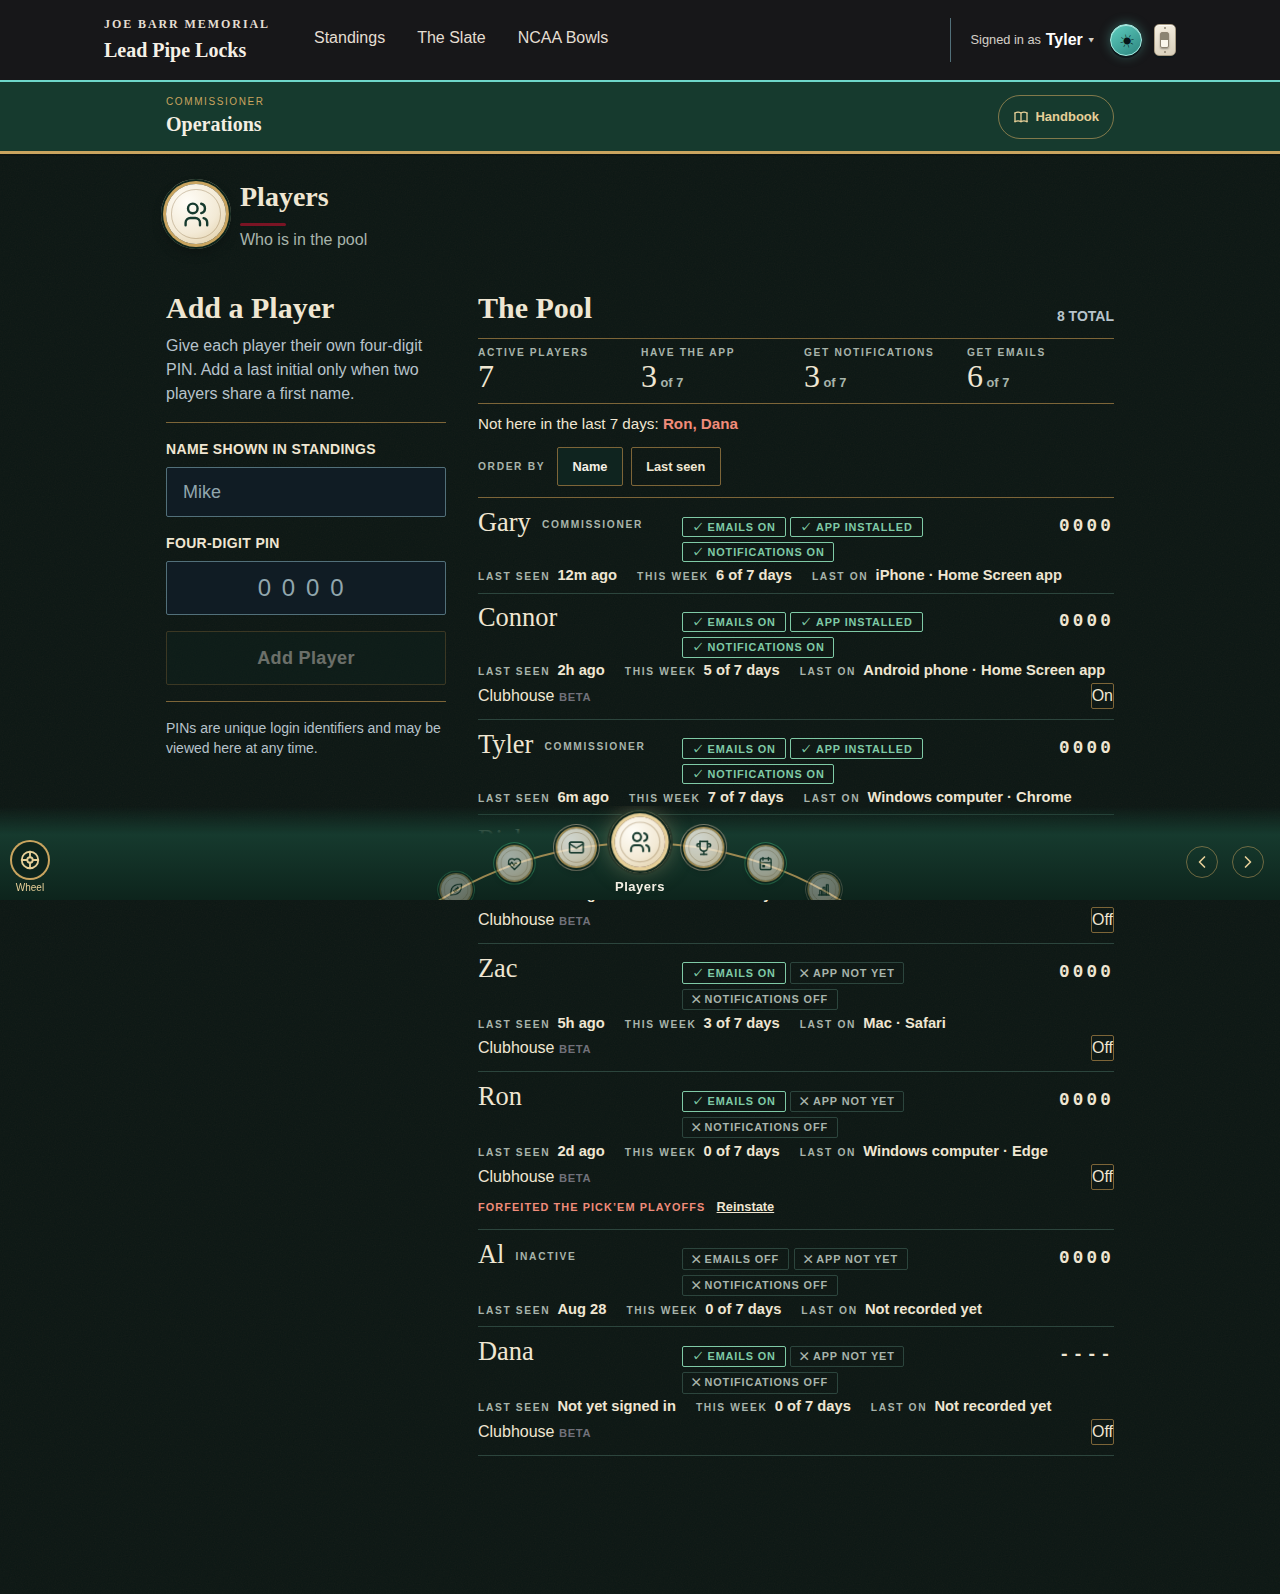 JOE BARR MEMORIAL
Lead Pipe Locks
Standings
The Slate
NCAA Bowls
Signed in as Tyler ▾
COMMISSIONER
Operations
Handbook
Players
Who is in the pool
Add a Player
Give each player their own four-digit
PIN. Add a last initial only when two
players share a first name.
NAME SHOWN IN STANDINGS
Mike
FOUR-DIGIT PIN
0000
Add Player
PINs are unique login identifiers and may be
viewed here at any time.
The Pool
8 TOTAL
ACTIVE PLAYERS
7
HAVE THE APP
3 of 7
GET NOTIFICATIONS
3 of 7
GET EMAILS
6 of 7
Not here in the last 7 days: Ron, Dana
ORDER BY Name Last seen
Gary COMMISSIONER ✓ EMAILS ON ✓ APP INSTALLED 0000
✓ NOTIFICATIONS ON
LAST SEEN 12m ago THIS WEEK 6 of 7 days LAST ON iPhone · Home Screen app
Connor ✓ EMAILS ON ✓ APP INSTALLED 0000
✓ NOTIFICATIONS ON
LAST SEEN 2h ago THIS WEEK 5 of 7 days LAST ON Android phone · Home Screen app
Clubhouse BETA On
Tyler COMMISSIONER ✓ EMAILS ON ✓ APP INSTALLED 0000
✓ NOTIFICATIONS ON
LAST SEEN 6m ago THIS WEEK 7 of 7 days LAST ON Windows computer · Chrome
Wheel
Players
Clubhouse BETA Off
Zac ✓ EMAILS ON ✕ APP NOT YET 0000
✕ NOTIFICATIONS OFF
LAST SEEN 5h ago THIS WEEK 3 of 7 days LAST ON Mac · Safari
Clubhouse BETA Off
Ron ✓ EMAILS ON ✕ APP NOT YET 0000
✕ NOTIFICATIONS OFF
LAST SEEN 2d ago THIS WEEK 0 of 7 days LAST ON Windows computer · Edge
Clubhouse BETA Off
FORFEITED THE PICK'EM PLAYOFFS Reinstate
Al INACTIVE ✕ EMAILS OFF ✕ APP NOT YET 0000
✕ NOTIFICATIONS OFF
LAST SEEN Aug 28 THIS WEEK 0 of 7 days LAST ON Not recorded yet
Dana ✓ EMAILS ON ✕ APP NOT YET ----
✕ NOTIFICATIONS OFF
LAST SEEN Not yet signed in THIS WEEK 0 of 7 days LAST ON Not recorded yet
Clubhouse BETA Off